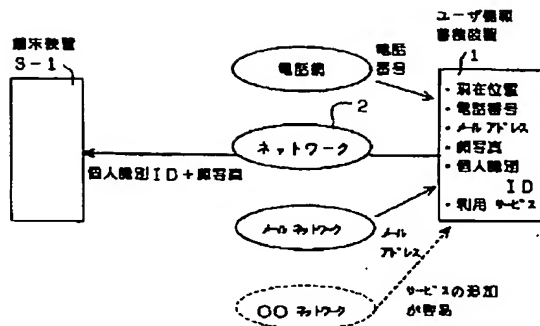 ユーザ情報
蓄積装置
1
端末装置
S-1
電話網
電話
番号
・現在位置
・電話番号
・メールアドレス
・顔写真
・個人識別
ID
・利用サービス
2
ネットワーク
個人識別ID+顔写真
メールネットワーク
メール
アドレス
○○ネットワーク
サービスの追加
が容易